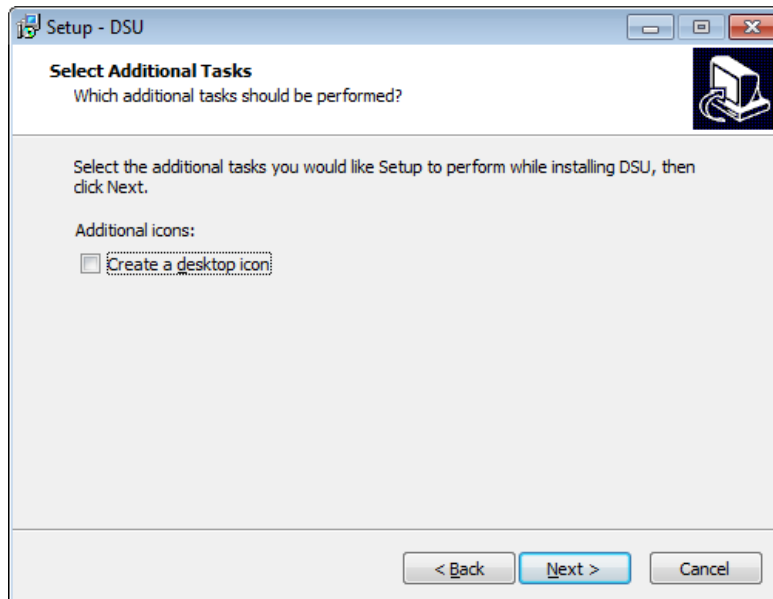 Setup - DSU
Select Additional Tasks
Which additional tasks should be performed?
Select the additional tasks you would like Setup to perform while installing DSU, then
click Next.
Additional icons:
Create a desktop icon
< Back
Next >
Cancel